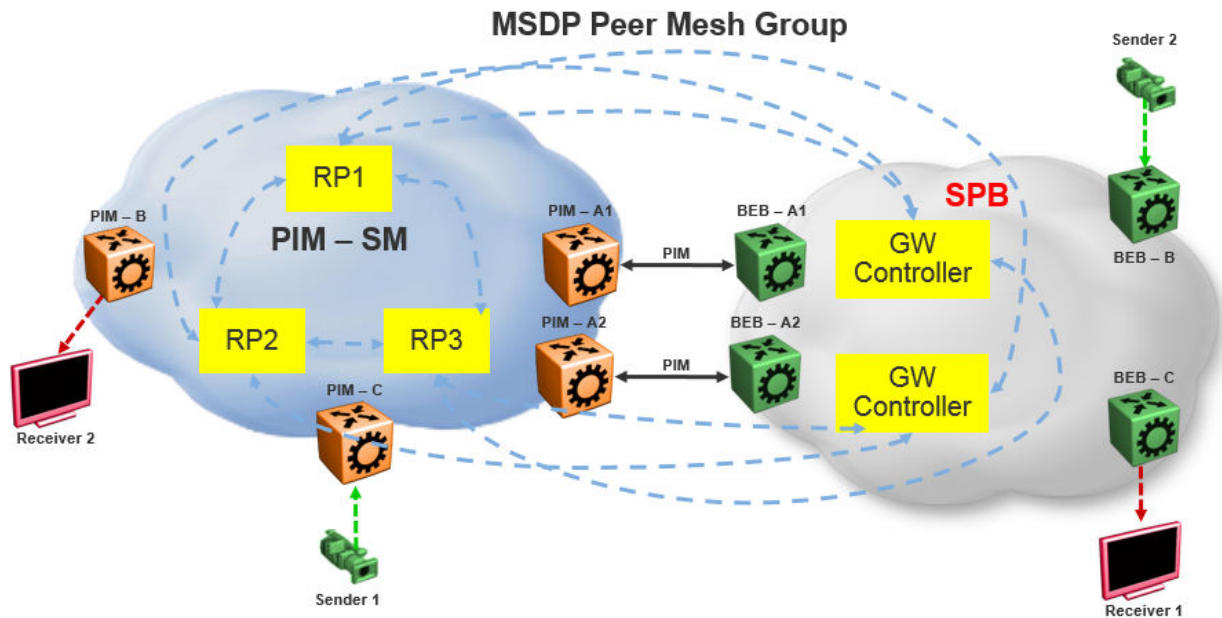 MSDP Peer Mesh Group
Sender 2
RP1
SPB
PIM – B
PIM – A1
BEB – A1
PIM – SM
PIM
GW
Controller
BEB – B
RP2
RP3
PIM – A2
BEB – A2
PIM
GW
Controller
PIM – C
BEB – C
Receiver 2
Sender 1
Receiver 1